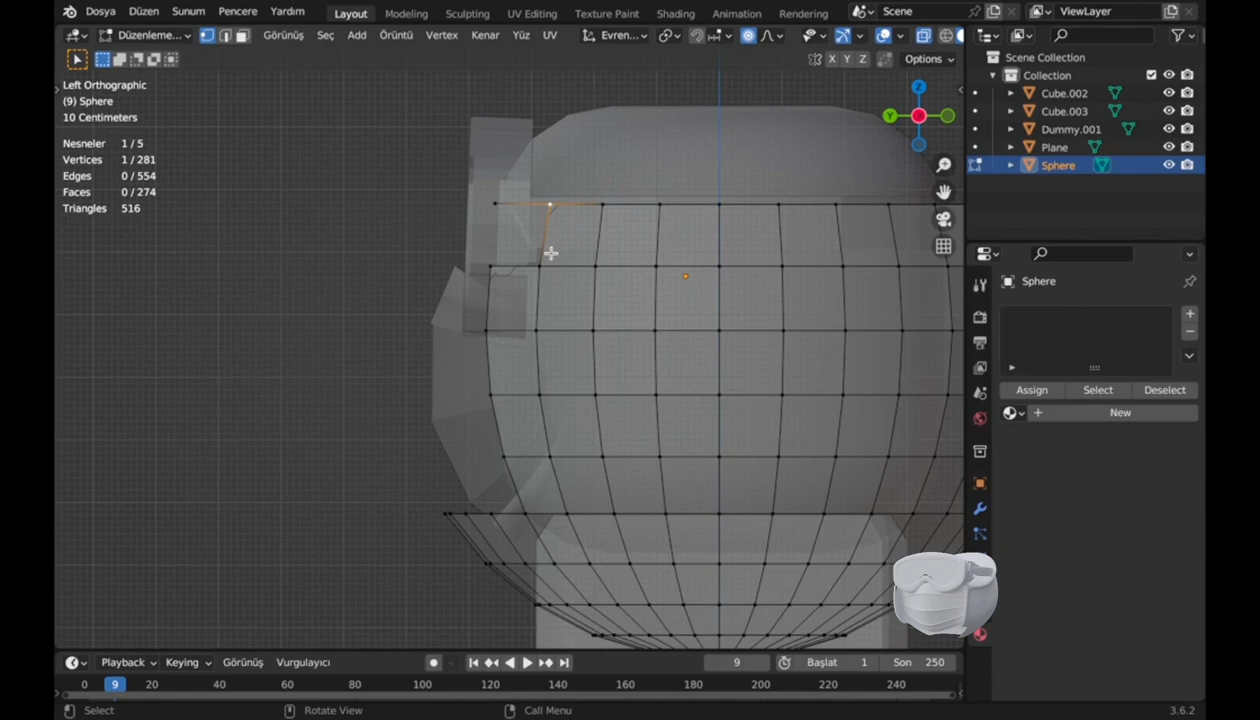 Dosya Düzen Sunum Pencere Yardım Layout Modeling Sculpting UV Editing Texture Paint Shading Animation Rendering Scene ViewLayer
Düzenleme... Görünüş Seç Add Örüntü Vertex Kenar Yüz UV Evren...
X Y Z Options
Left Orthographic
(9) Sphere
10 Centimeters
Nesneler 1 / 5
Vertices 1 / 281
Edges 0 / 554
Faces 0 / 274
Triangles 516
Z
Y
Scene Collection
Collection
Cube.002
Cube.003
Dummy.001
Plane
Sphere
Sphere
Assign Select Deselect
New
Playback Keying Görünüş Vurgulayıcı 9 Başlat 1 Son 250
0 9 20 40 60 80 100 120 140 160 180 200 220 240
Select Rotate View Call Menu 3.6.2